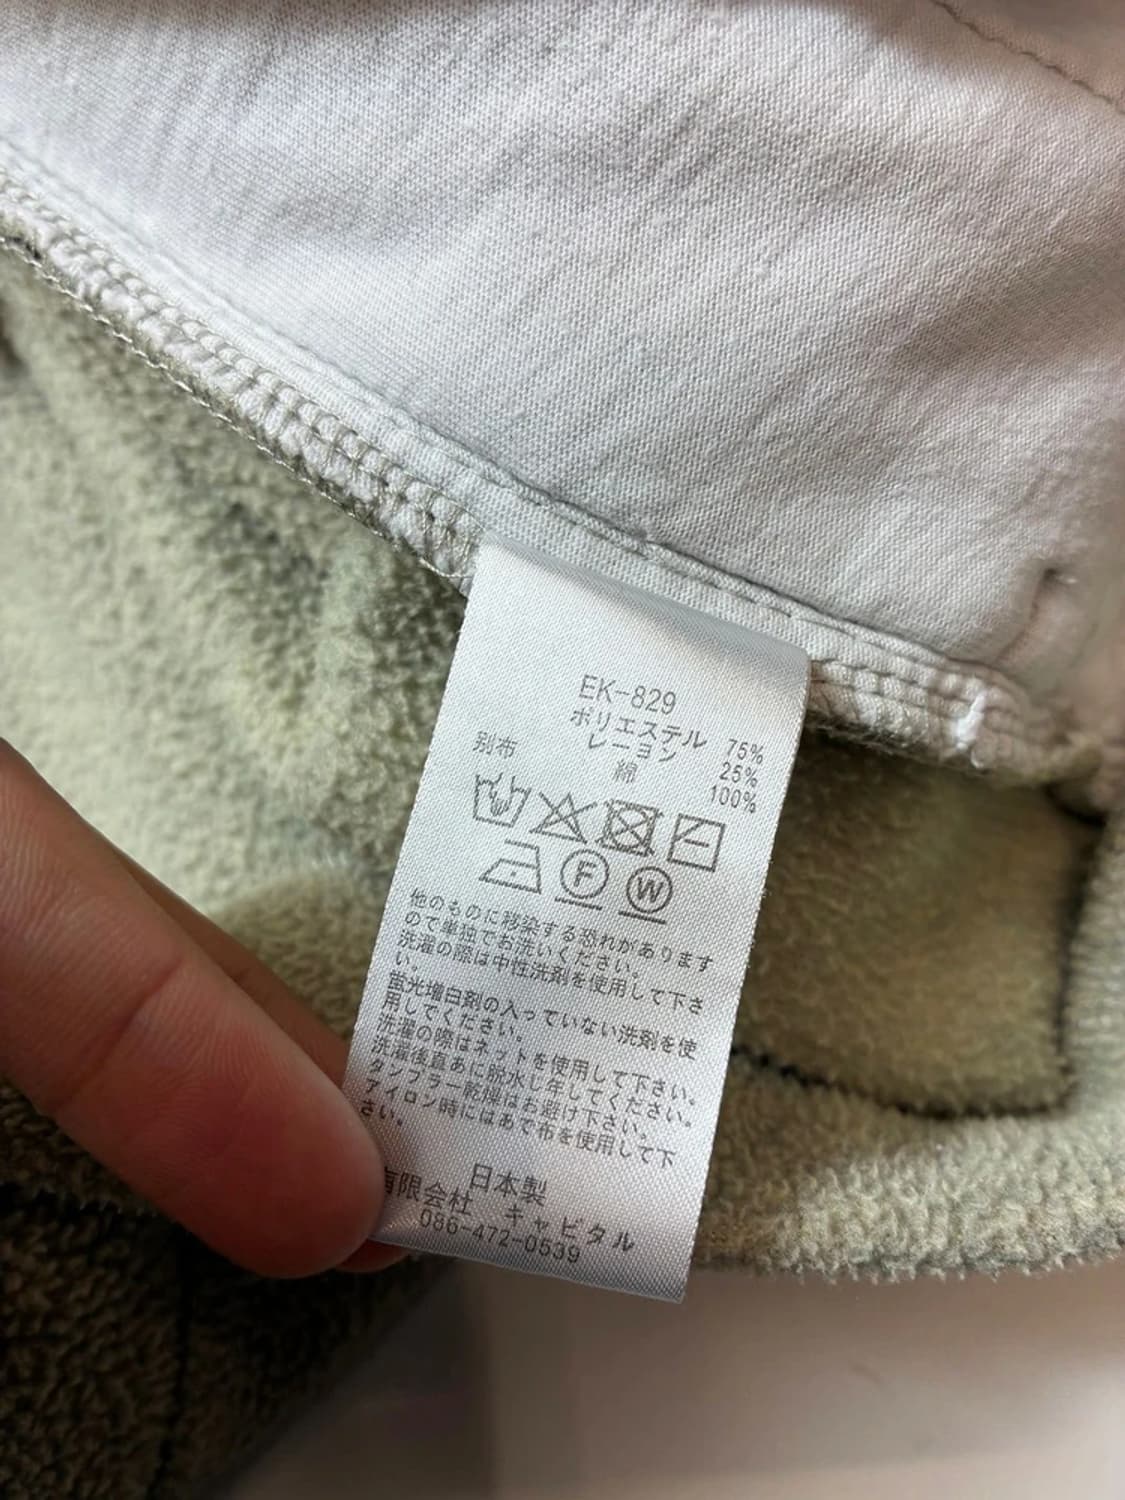 EK-829
ポリエステル 75%
レーヨン 25%
別布 綿 100%
F W
他のものに移染する恐れがあります
ので単独でお洗いください。
洗濯の際は中性洗剤を使用して下さ
い。
蛍光増白剤の入っていない洗剤を使
用してください。
洗濯の際はネットを使用して下さい。
洗濯後直あに脱水し年してください。
タンブラー乾燥はお避け下さい。
アイロン時にはあて布を使用して下
さい。
日本製
有限会社 キャピタル
086-472-0539